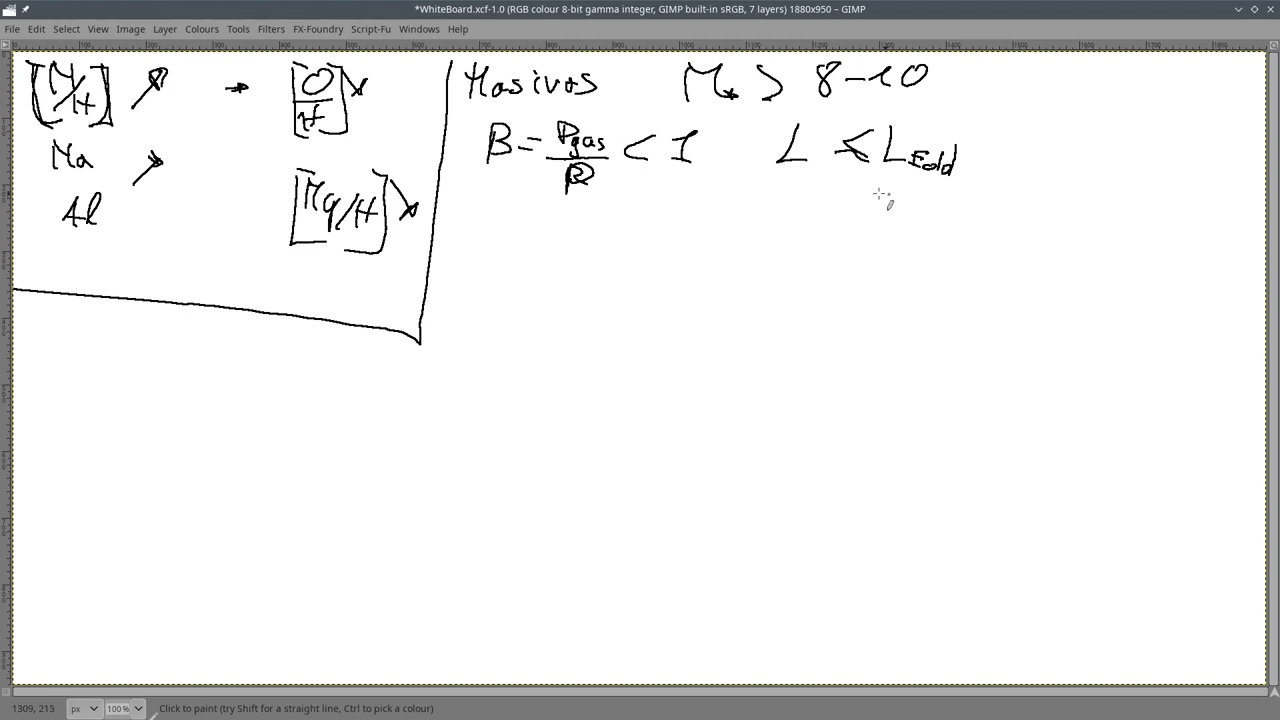 *WhiteBoard.xcf-1.0 (RGB colour 8-bit gamma integer, GIMP built-in sRGB, 7 layers) 1880x950 – GIMP
File Edit Select View Image Layer Colours Tools Filters FX-Foundry Script-Fu Windows Help
[M/H] ↗ → [O/H] ↘
Na ↗
Al
[Mg/H] ↘
Masivos M* > 8-10
B = Pgas/P < 1 L ≤ LEdd
1309, 215 px 100% Click to paint (try Shift for a straight line, Ctrl to pick a colour)